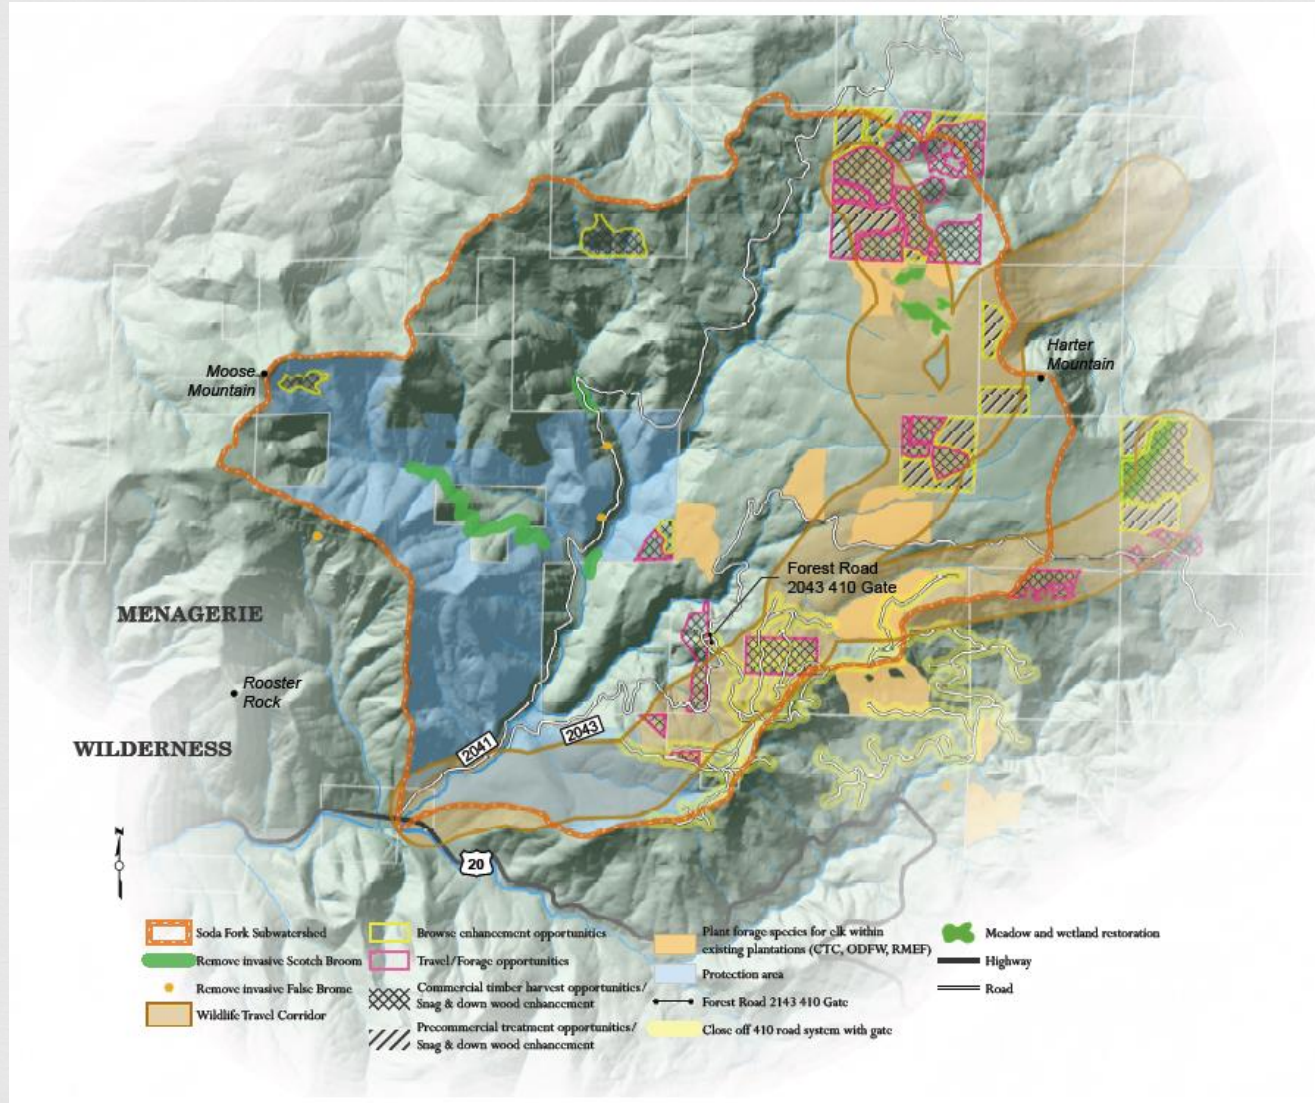 Moose
Mountain
Harter
Mountain
Forest Road
2043 410 Gate
MENAGERIE
Rooster
Rock
WILDERNESS
2041
2043
N
20
Soda Fork Subwatershed
Remove invasive Scotch Broom
Remove invasive False Brome
Wildlife Travel Corridor
Browse enhancement opportunities
Travel/Forage opportunities
Commercial timber harvest opportunities/
Snag & down wood enhancement
Precommercial treatment opportunities/
Snag & down wood enhancement
Plant forage species for elk within
existing plantations (CTC, ODFW, RMEF)
Protection area
Forest Road 2143 410 Gate
Close off 410 road system with gate
Meadow and wetland restoration
Highway
Road